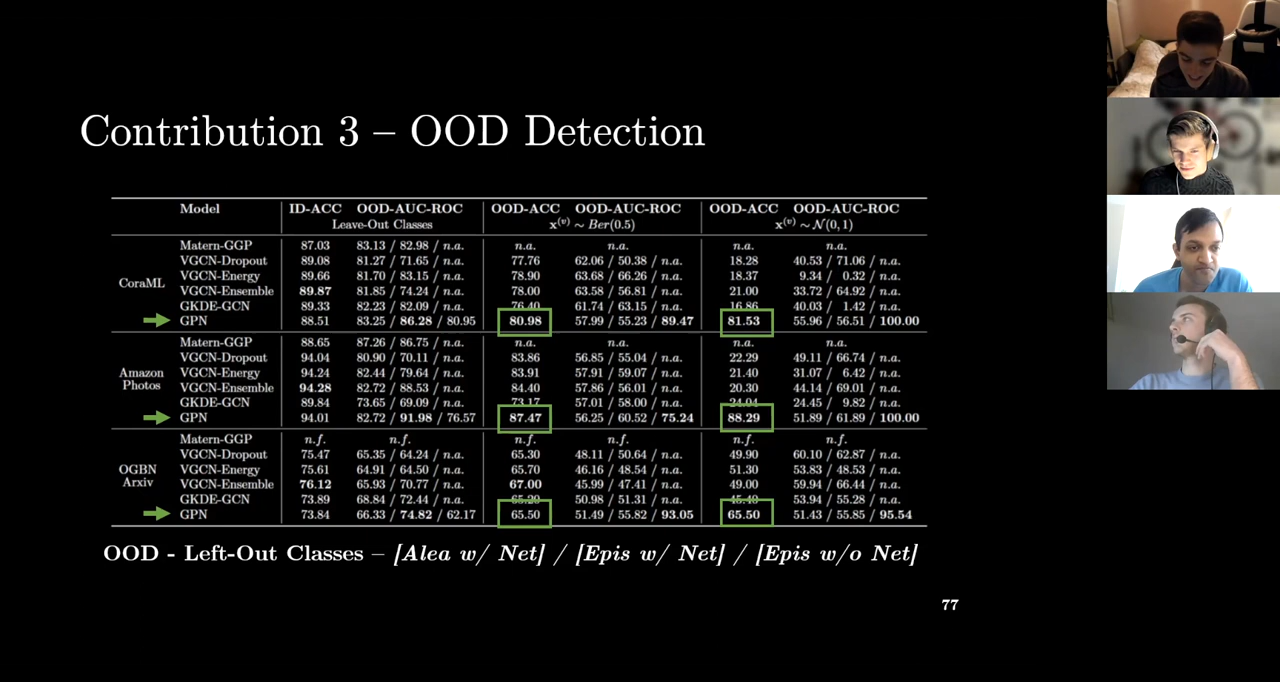 Contribution 3 – OOD Detection
Model ID-ACC OOD-AUC-ROC OOD-ACC OOD-AUC-ROC OOD-ACC OOD-AUC-ROC
Leave-Out Classes x^(v) ~ Ber(0.5) x^(v) ~ N(0, 1)
CoraML
Matern-GGP 87.03 83.13 / 82.98 / n.a. n.a. n.a. n.a. n.a.
VGCN-Dropout 89.08 81.27 / 71.65 / n.a. 77.76 62.06 / 50.38 / n.a. 18.28 40.53 / 71.06 / n.a.
VGCN-Energy 89.66 81.70 / 83.15 / n.a. 78.90 63.68 / 66.26 / n.a. 18.37 9.34 / 0.32 / n.a.
VGCN-Ensemble 89.87 81.85 / 74.24 / n.a. 78.00 63.58 / 56.81 / n.a. 21.00 33.72 / 64.92 / n.a.
GKDE-GCN 89.33 82.23 / 82.09 / n.a. 76.40 61.74 / 63.15 / n.a. 16.86 40.03 / 1.42 / n.a.
GPN 88.51 83.25 / 86.28 / 80.95 80.98 57.99 / 55.23 / 89.47 81.53 55.96 / 56.51 / 100.00
Amazon
Photos
Matern-GGP 88.65 87.26 / 86.75 / n.a. n.a. n.a. n.a. n.a.
VGCN-Dropout 94.04 80.90 / 70.11 / n.a. 83.86 56.85 / 55.04 / n.a. 22.29 49.11 / 66.74 / n.a.
VGCN-Energy 94.24 82.44 / 79.64 / n.a. 83.91 57.91 / 59.07 / n.a. 21.40 31.07 / 6.42 / n.a.
VGCN-Ensemble 94.28 82.72 / 88.53 / n.a. 84.40 57.86 / 56.01 / n.a. 20.30 44.14 / 69.01 / n.a.
GKDE-GCN 89.84 73.65 / 69.09 / n.a. 73.17 57.01 / 58.00 / n.a. 24.04 24.45 / 9.82 / n.a.
GPN 94.01 82.72 / 91.98 / 76.57 87.47 56.25 / 60.52 / 75.24 88.29 51.89 / 61.89 / 100.00
OGBN
Arxiv
Matern-GGP n.f. n.f. n.f. n.f. n.f. n.f.
VGCN-Dropout 75.47 65.35 / 64.24 / n.a. 65.30 48.11 / 50.64 / n.a. 49.90 60.10 / 62.87 / n.a.
VGCN-Energy 75.61 64.91 / 64.50 / n.a. 65.70 46.16 / 48.54 / n.a. 51.30 53.83 / 48.53 / n.a.
VGCN-Ensemble 76.12 65.93 / 70.77 / n.a. 67.00 45.99 / 47.41 / n.a. 49.00 59.94 / 66.44 / n.a.
GKDE-GCN 73.89 68.84 / 72.44 / n.a. 65.20 50.98 / 51.31 / n.a. 45.40 53.94 / 55.28 / n.a.
GPN 73.84 66.33 / 74.82 / 62.17 65.50 51.49 / 55.82 / 93.05 65.50 51.43 / 55.85 / 95.54
OOD - Left-Out Classes – [Alea w/ Net] / [Epis w/ Net] / [Epis w/o Net]
77